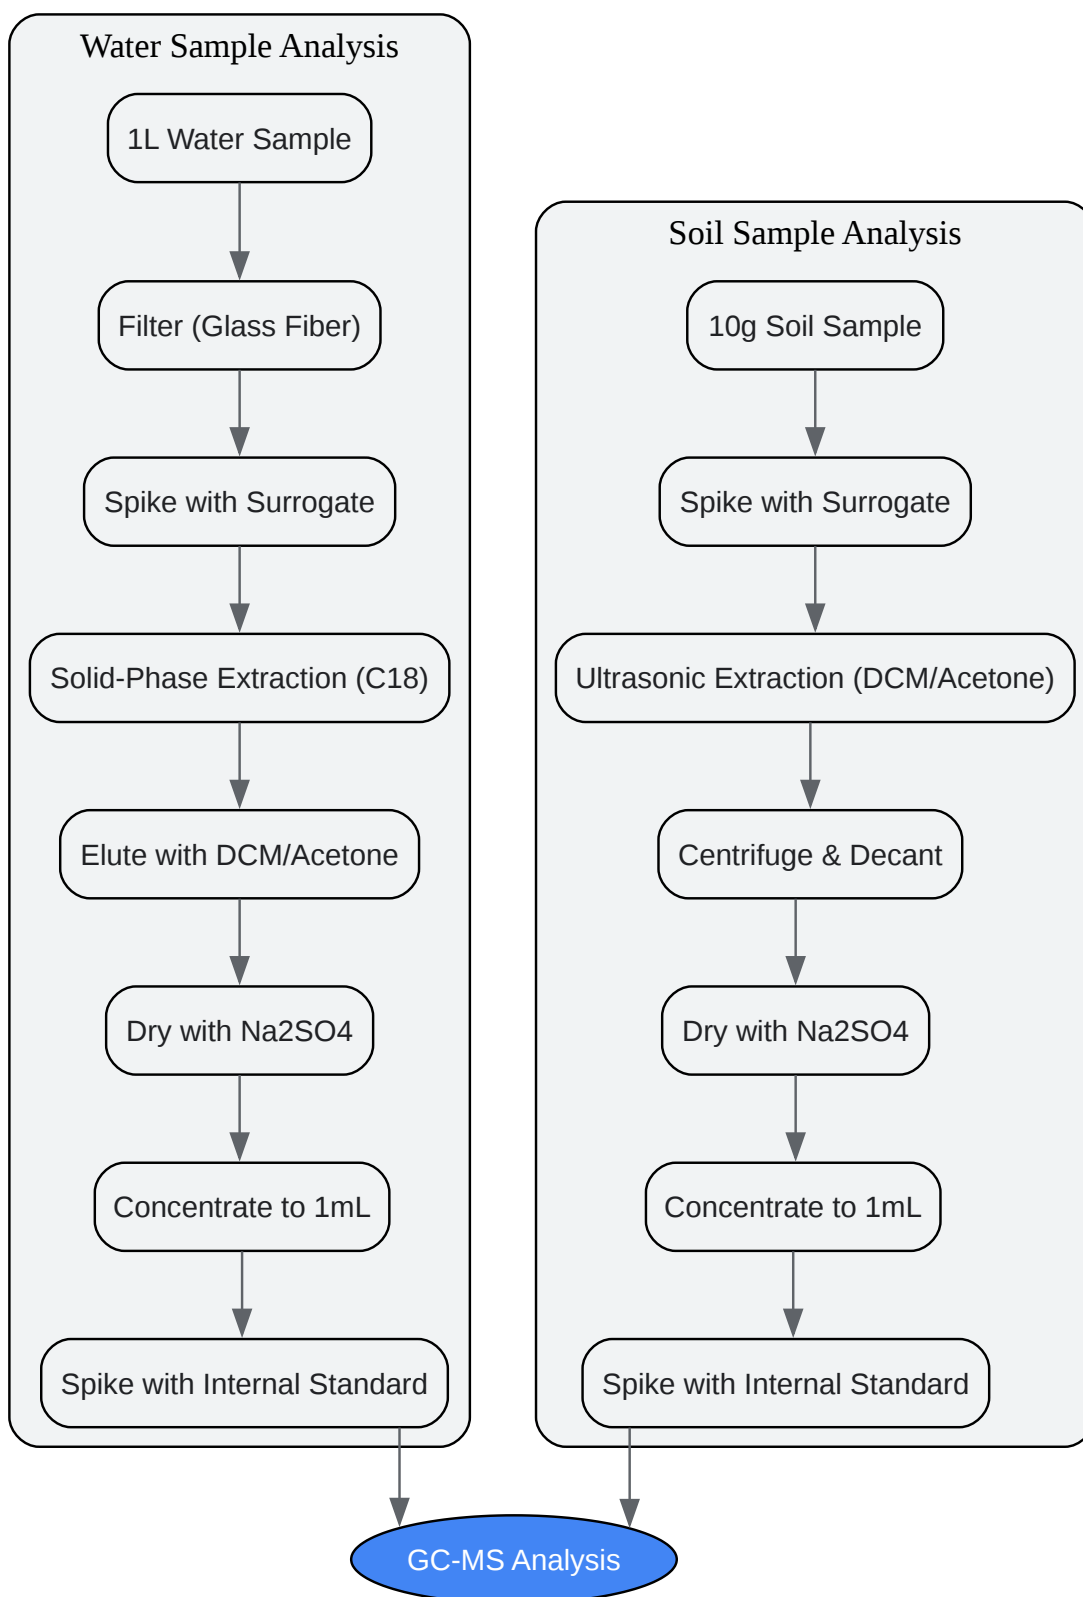 Water Sample Analysis
1L Water Sample
Filter (Glass Fiber)
Spike with Surrogate
Solid-Phase Extraction (C18)
Elute with DCM/Acetone
Dry with Na2SO4
Concentrate to 1mL
Spike with Internal Standard
Soil Sample Analysis
10g Soil Sample
Spike with Surrogate
Ultrasonic Extraction (DCM/Acetone)
Centrifuge & Decant
Dry with Na2SO4
Concentrate to 1mL
Spike with Internal Standard
GC-MS Analysis